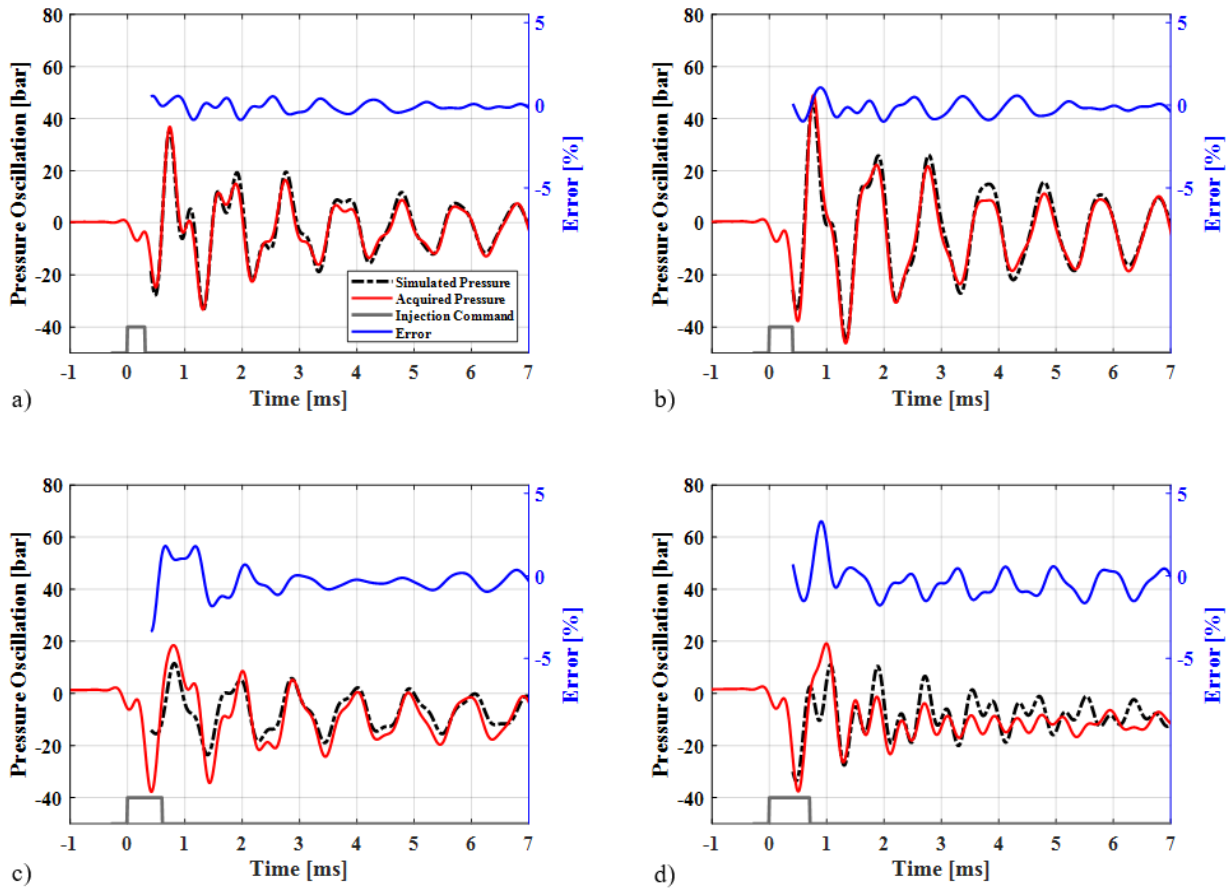 80
60
40
20
0
-20
-40
Pressure Oscillation [bar]
5
0
-5
Error [%]
Simulated Pressure
Acquired Pressure
Injection Command
Error
-1 0 1 2 3 4 5 6 7
Time [ms]
a)
80
60
40
20
0
-20
-40
Pressure Oscillation [bar]
5
0
-5
Error [%]
-1 0 1 2 3 4 5 6 7
Time [ms]
b)
80
60
40
20
0
-20
-40
Pressure Oscillation [bar]
5
0
-5
Error [%]
-1 0 1 2 3 4 5 6 7
Time [ms]
c)
80
60
40
20
0
-20
-40
Pressure Oscillation [bar]
5
0
-5
Error [%]
-1 0 1 2 3 4 5 6 7
Time [ms]
d)